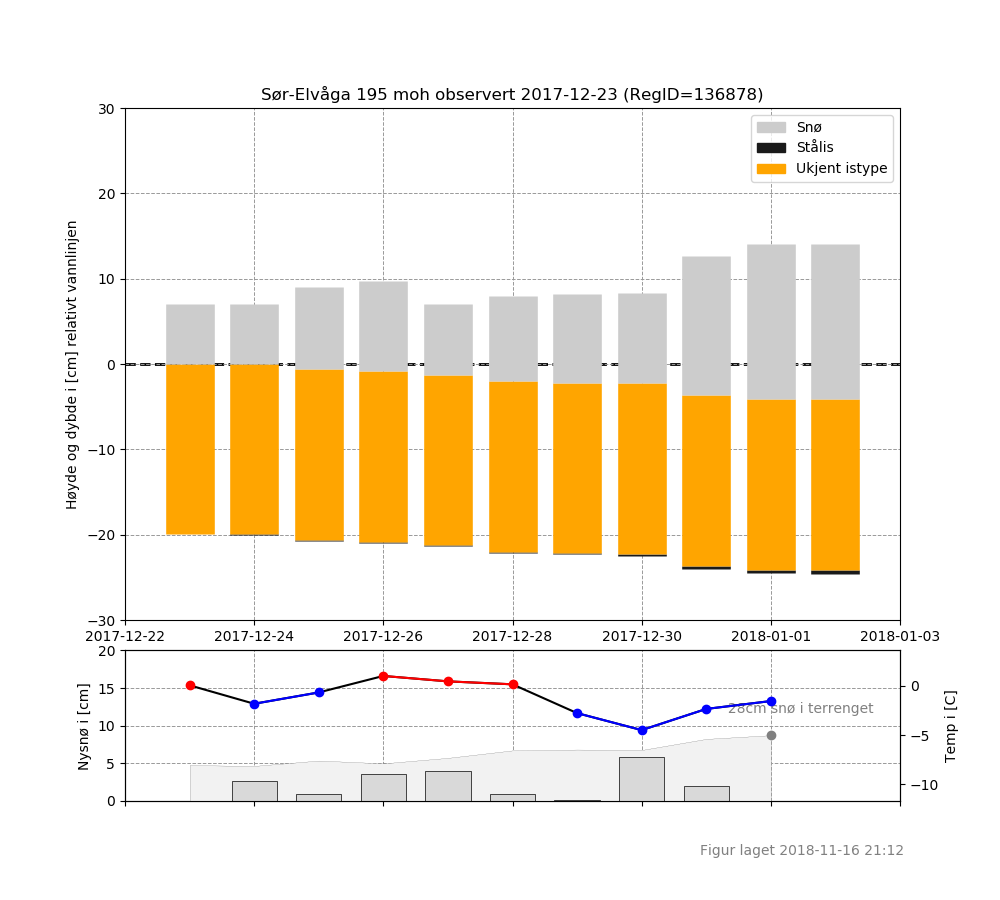 Sør-Elvåga 195 moh observert 2017-12-23 (RegID=136878)
Høyde og dybde i [cm] relativt vannlinjen
30
20
10
0
−10
−20
−30
Snø
Stålis
Ukjent istype
2017-12-22
2017-12-24
2017-12-26
2017-12-28
2017-12-30
2018-01-01
2018-01-03
Nysnø i [cm]
20
15
10
5
0
28cm snø i terrenget
0
−5
−10
Temp i [C]
Figur laget 2018-11-16 21:12